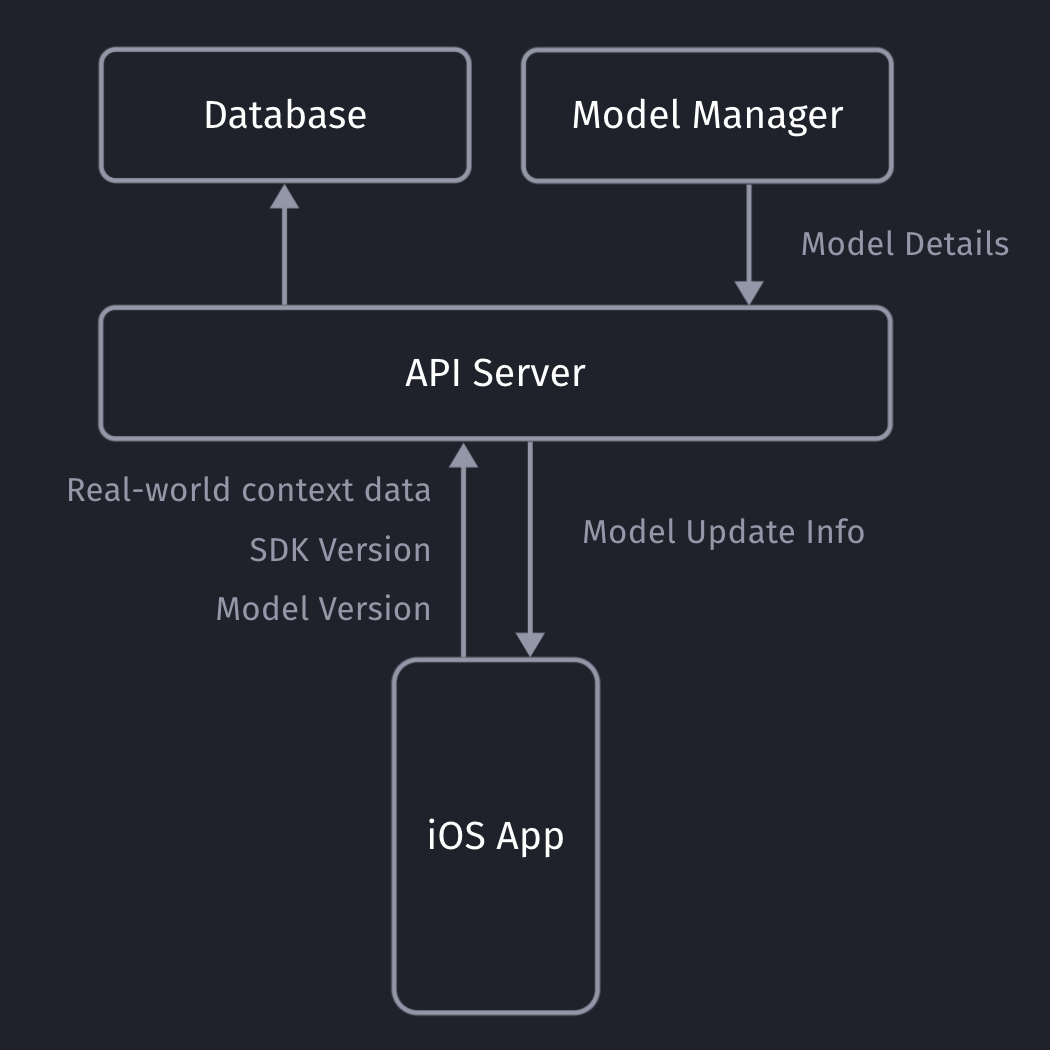 Database
Model Manager
Model Details
API Server
Real-world context data
SDK Version
Model Version
Model Update Info
iOS App